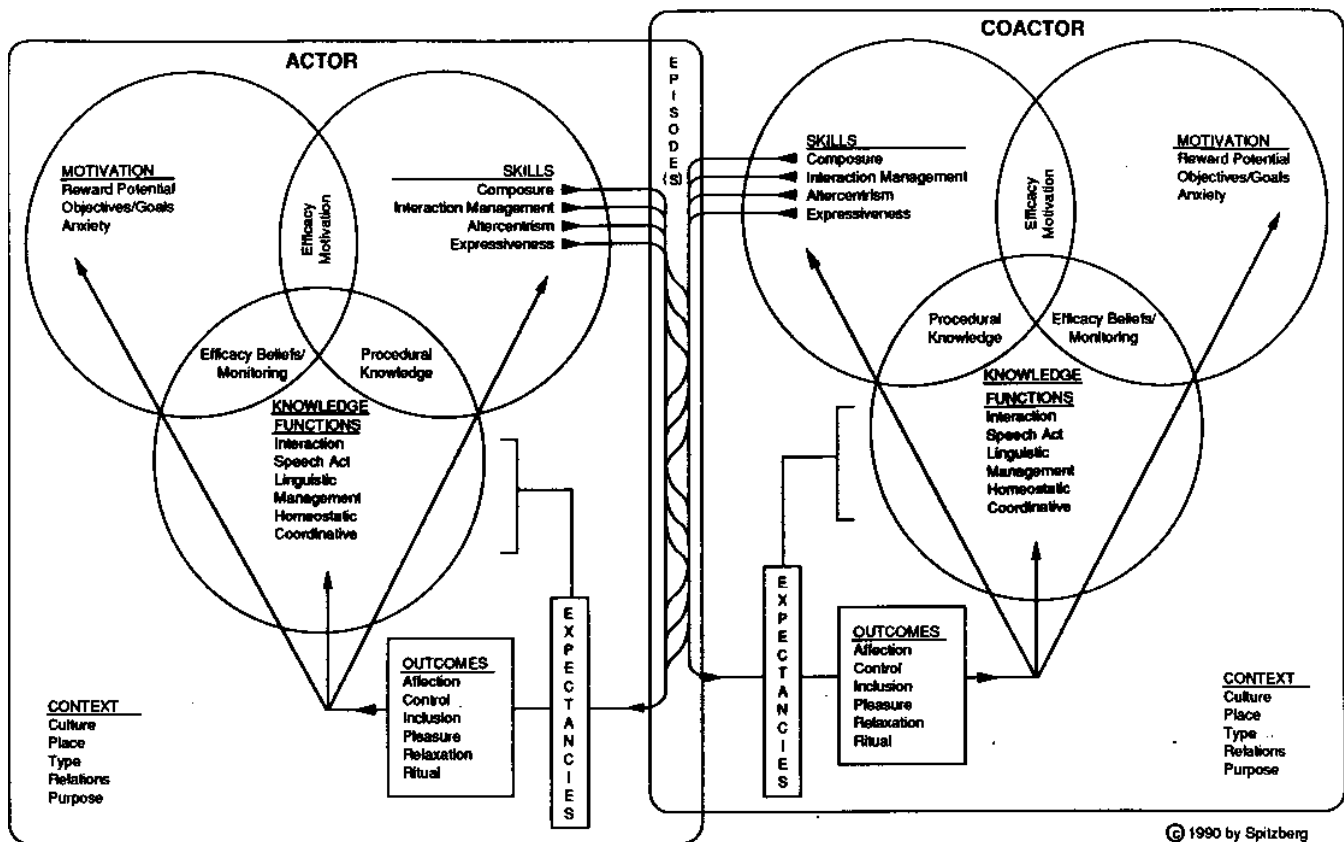 ACTOR
MOTIVATION
Reward Potential
Objectives/Goals
Anxiety
SKILLS
Composure
Interaction Management
Altercentrism
Expressiveness
Efficacy
Motivation
Efficacy Beliefs/
Monitoring
Procedural
Knowledge
KNOWLEDGE
FUNCTIONS
Interaction
Speech Act
Linguistic
Management
Homeostatic
Coordinative
EXPECTANCIES
OUTCOMES
Affection
Control
Inclusion
Pleasure
Relaxation
Ritual
CONTEXT
Culture
Place
Type
Relations
Purpose
EPISODE(S)
COACTOR
SKILLS
Composure
Interaction Management
Altercentrism
Expressiveness
MOTIVATION
Reward Potential
Objectives/Goals
Anxiety
Efficacy
Motivation
Procedural
Knowledge
Efficacy Beliefs/
Monitoring
KNOWLEDGE
FUNCTIONS
Interaction
Speech Act
Linguistic
Management
Homeostatic
Coordinative
EXPECTANCIES
OUTCOMES
Affection
Control
Inclusion
Pleasure
Relaxation
Ritual
CONTEXT
Culture
Place
Type
Relations
Purpose
© 1990 by Spitzberg